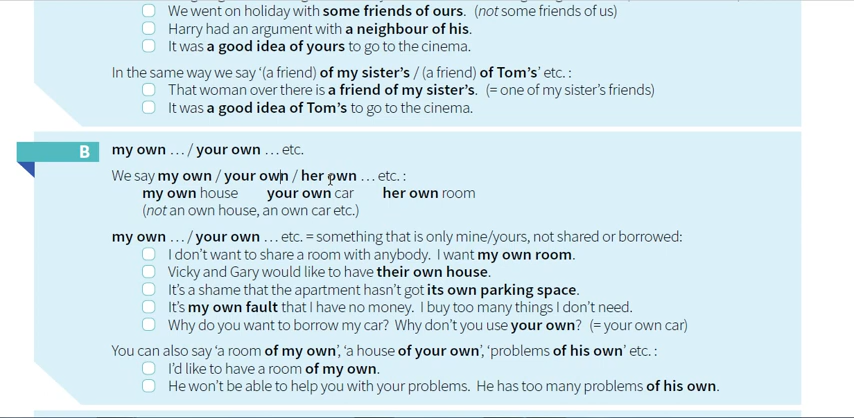 We went on holiday with some friends of ours. (not some friends of us)
Harry had an argument with a neighbour of his.
It was a good idea of yours to go to the cinema.
In the same way we say ‘(a friend) of my sister’s / (a friend) of Tom’s’ etc. :
That woman over there is a friend of my sister’s. (= one of my sister’s friends)
It was a good idea of Tom’s to go to the cinema.
B
my own … / your own … etc.
We say my own / your own / her own … etc. :
my own house your own car her own room
(not an own house, an own car etc.)
my own … / your own … etc. = something that is only mine/yours, not shared or borrowed:
I don’t want to share a room with anybody. I want my own room.
Vicky and Gary would like to have their own house.
It’s a shame that the apartment hasn’t got its own parking space.
It’s my own fault that I have no money. I buy too many things I don’t need.
Why do you want to borrow my car? Why don’t you use your own? (= your own car)
You can also say ‘a room of my own’, ‘a house of your own’, ‘problems of his own’ etc. :
I’d like to have a room of my own.
He won’t be able to help you with your problems. He has too many problems of his own.